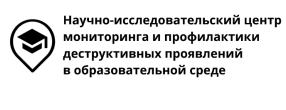 Научно-исследовательский центр
мониторинга и профилактики
деструктивных проявлений
в образовательной среде